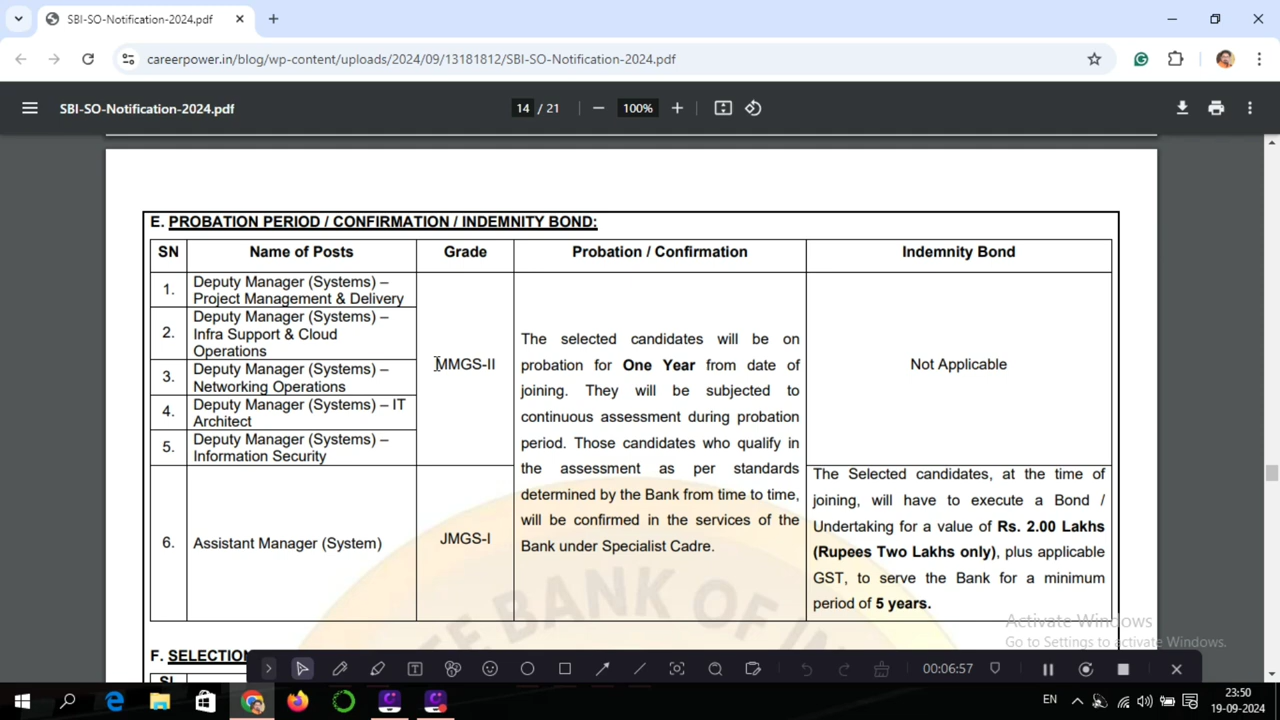 SBI-SO-Notification-2024.pdf
careerpower.in/blog/wp-content/uploads/2024/09/13181812/SBI-SO-Notification-2024.pdf
SBI-SO-Notification-2024.pdf
14 / 21
100%
E. PROBATION PERIOD / CONFIRMATION / INDEMNITY BOND:
SN Name of Posts Grade Probation / Confirmation Indemnity Bond
1. Deputy Manager (Systems) –
Project Management & Delivery
2. Deputy Manager (Systems) –
Infra Support & Cloud
Operations
3. Deputy Manager (Systems) –
Networking Operations
4. Deputy Manager (Systems) – IT
Architect
5. Deputy Manager (Systems) –
Information Security
MMGS-II
6. Assistant Manager (System)
JMGS-I
The selected candidates will be on
probation for One Year from date of
joining. They will be subjected to
continuous assessment during probation
period. Those candidates who qualify in
the assessment as per standards
determined by the Bank from time to time,
will be confirmed in the services of the
Bank under Specialist Cadre.
Not Applicable
The Selected candidates, at the time of
joining, will have to execute a Bond /
Undertaking for a value of Rs. 2.00 Lakhs
(Rupees Two Lakhs only), plus applicable
GST, to serve the Bank for a minimum
period of 5 years.
Activate Windows
Go to Settings to activate Windows.
F. SELECTION
00:06:57
EN
23:50
19-09-2024